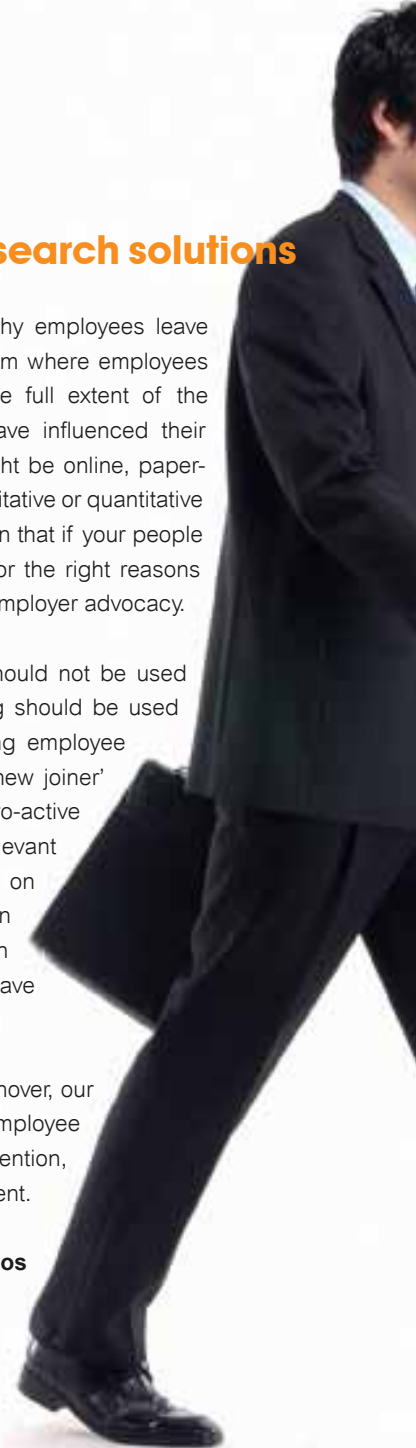 search solutions
hy employees leave
m where employees
e full extent of the
ave influenced their
ht be online, paper-
itative or quantitative
n that if your people
or the right reasons
mployer advocacy.
hould not be used
g should be used
ng employee
new joiner’
ro-active
evant
on
n
n
ave
nover, our
mployee
ention,
ent.
os